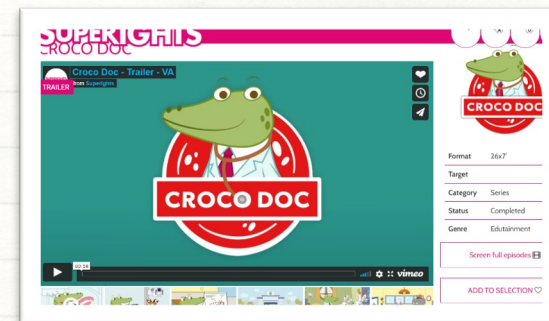 SUPERIGHTS
CROCO DOC
Croco Doc - Trailer - VA
from Superights
TRAILER
CROCO DOC
00:58
vimeo
CROCO DOC
Format 26x7'
Target
Category Series
Status Completed
Genre Edutainment
Screen full episodes
ADD TO SELECTION